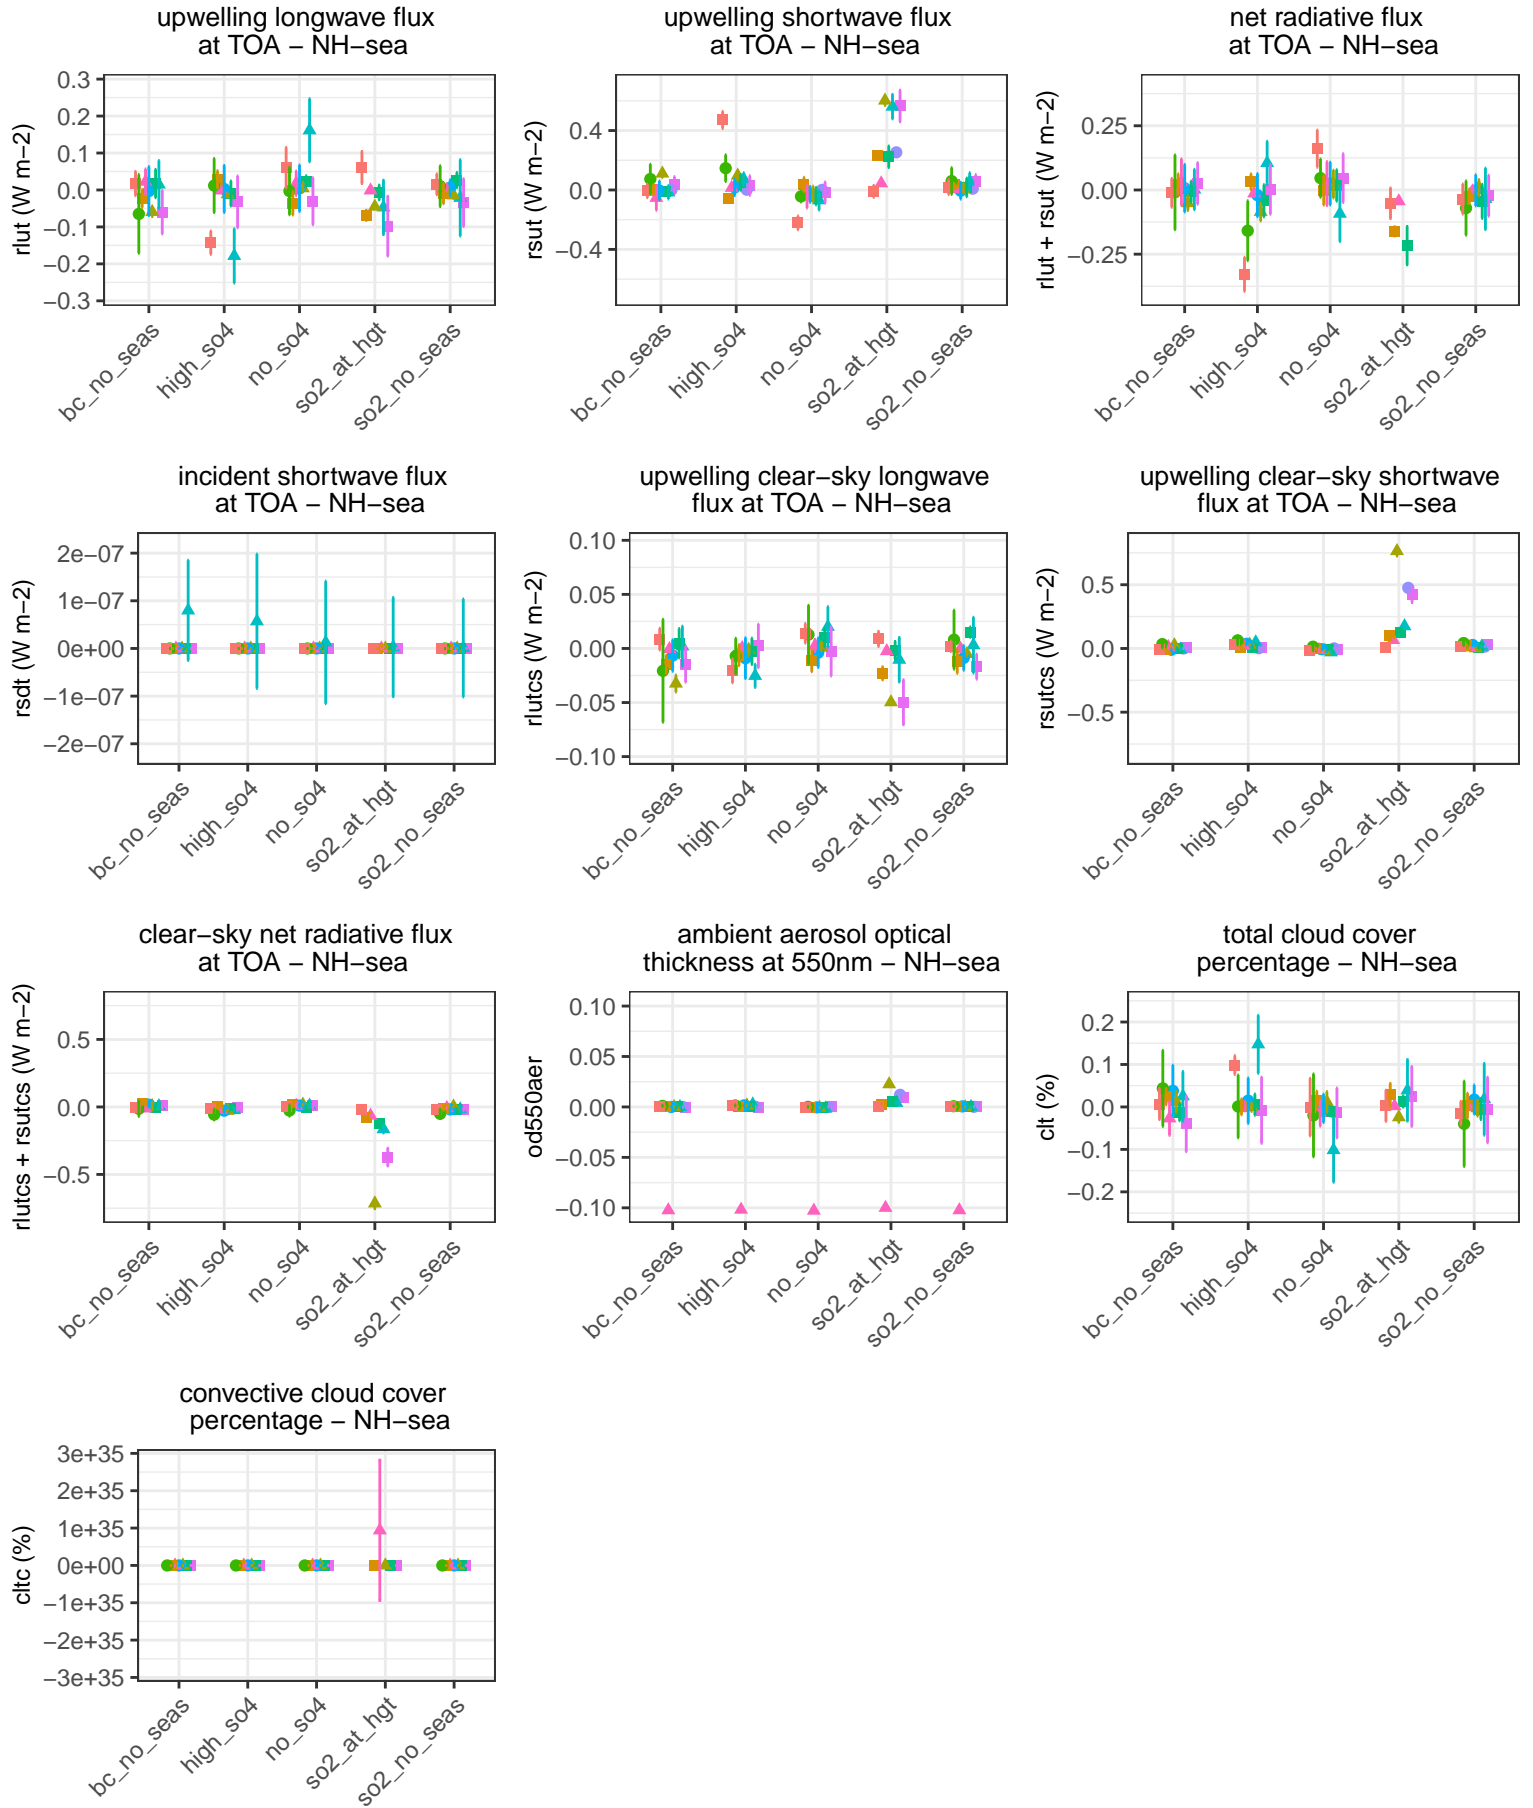 upwelling longwave flux
at TOA − NH−sea
rlut (W m−2)
0.3
0.2
0.1
0.0
−0.1
−0.2
−0.3
bc_no_seas
high_so4
no_so4
so2_at_hgt
so2_no_seas
upwelling shortwave flux
at TOA − NH−sea
rsut (W m−2)
0.4
0.0
−0.4
bc_no_seas
high_so4
no_so4
so2_at_hgt
so2_no_seas
net radiative flux
at TOA − NH−sea
rlut + rsut (W m−2)
0.25
0.00
−0.25
bc_no_seas
high_so4
no_so4
so2_at_hgt
so2_no_seas
incident shortwave flux
at TOA − NH−sea
rsdt (W m−2)
2e−07
1e−07
0e+00
−1e−07
−2e−07
bc_no_seas
high_so4
no_so4
so2_at_hgt
so2_no_seas
upwelling clear−sky longwave
flux at TOA − NH−sea
rlutcs (W m−2)
0.10
0.05
0.00
−0.05
−0.10
bc_no_seas
high_so4
no_so4
so2_at_hgt
so2_no_seas
upwelling clear−sky shortwave
flux at TOA − NH−sea
rsutcs (W m−2)
0.5
0.0
−0.5
bc_no_seas
high_so4
no_so4
so2_at_hgt
so2_no_seas
clear−sky net radiative flux
at TOA − NH−sea
rlutcs + rsutcs (W m−2)
0.5
0.0
−0.5
bc_no_seas
high_so4
no_so4
so2_at_hgt
so2_no_seas
ambient aerosol optical
thickness at 550nm − NH−sea
od550aer
0.10
0.05
0.00
−0.05
−0.10
bc_no_seas
high_so4
no_so4
so2_at_hgt
so2_no_seas
total cloud cover
percentage − NH−sea
clt (%)
0.2
0.1
0.0
−0.1
−0.2
bc_no_seas
high_so4
no_so4
so2_at_hgt
so2_no_seas
convective cloud cover
percentage − NH−sea
cltc (%)
3e+35
2e+35
1e+35
0e+00
−1e+35
−2e+35
−3e+35
bc_no_seas
high_so4
no_so4
so2_at_hgt
so2_no_seas